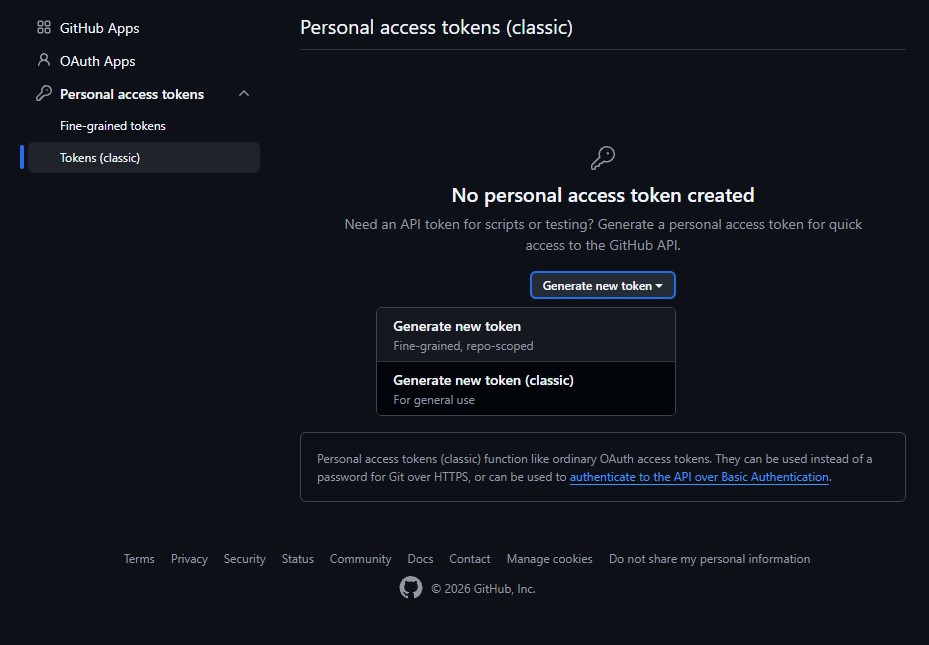 GitHub Apps
OAuth Apps
Personal access tokens
Fine-grained tokens
Tokens (classic)
Personal access tokens (classic)
No personal access token created
Need an API token for scripts or testing? Generate a personal access token for quick
access to the GitHub API.
Generate new token
Generate new token
Fine-grained, repo-scoped
Generate new token (classic)
For general use
Personal access tokens (classic) function like ordinary OAuth access tokens. They can be used instead of a
password for Git over HTTPS, or can be used to authenticate to the API over Basic Authentication.
Terms Privacy Security Status Community Docs Contact Manage cookies Do not share my personal information
© 2026 GitHub, Inc.